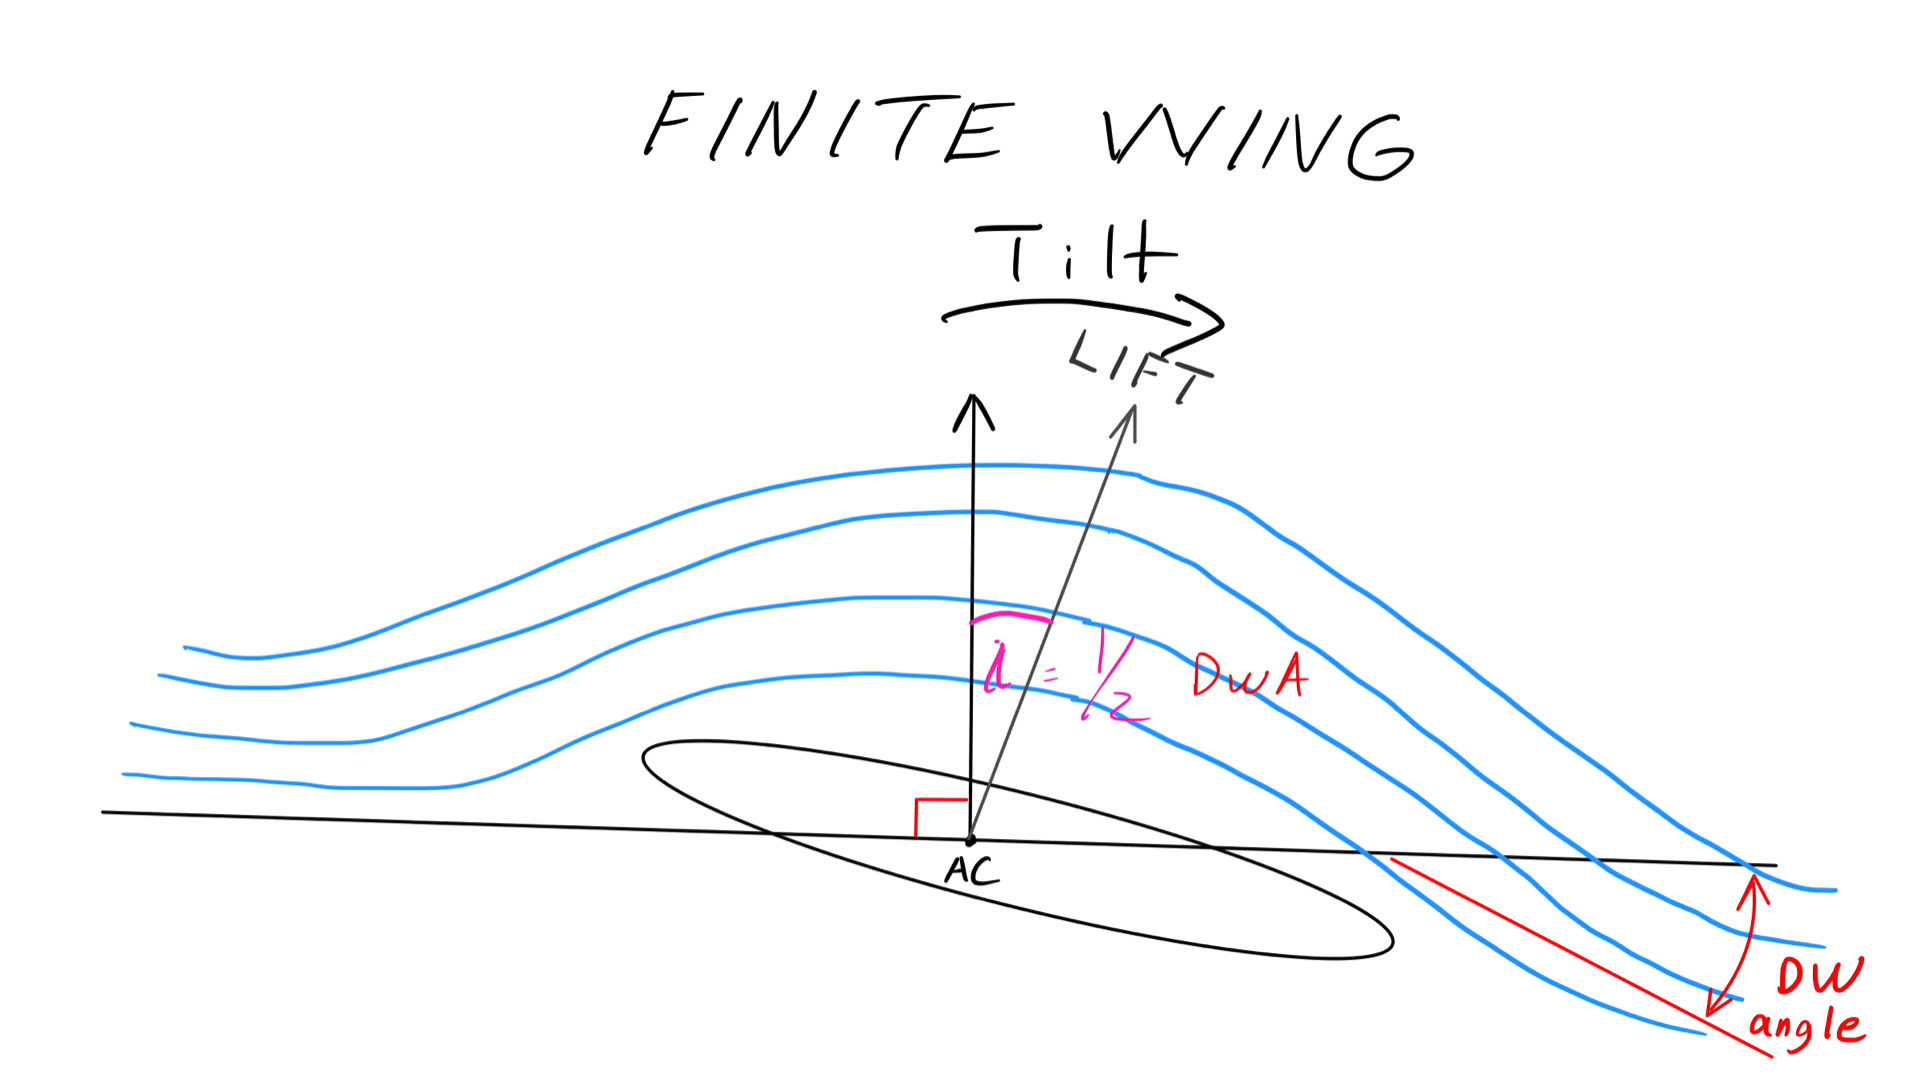 FINITE WING
Tilt
LIFT
i = 1/2 DWA
AC
DW
angle